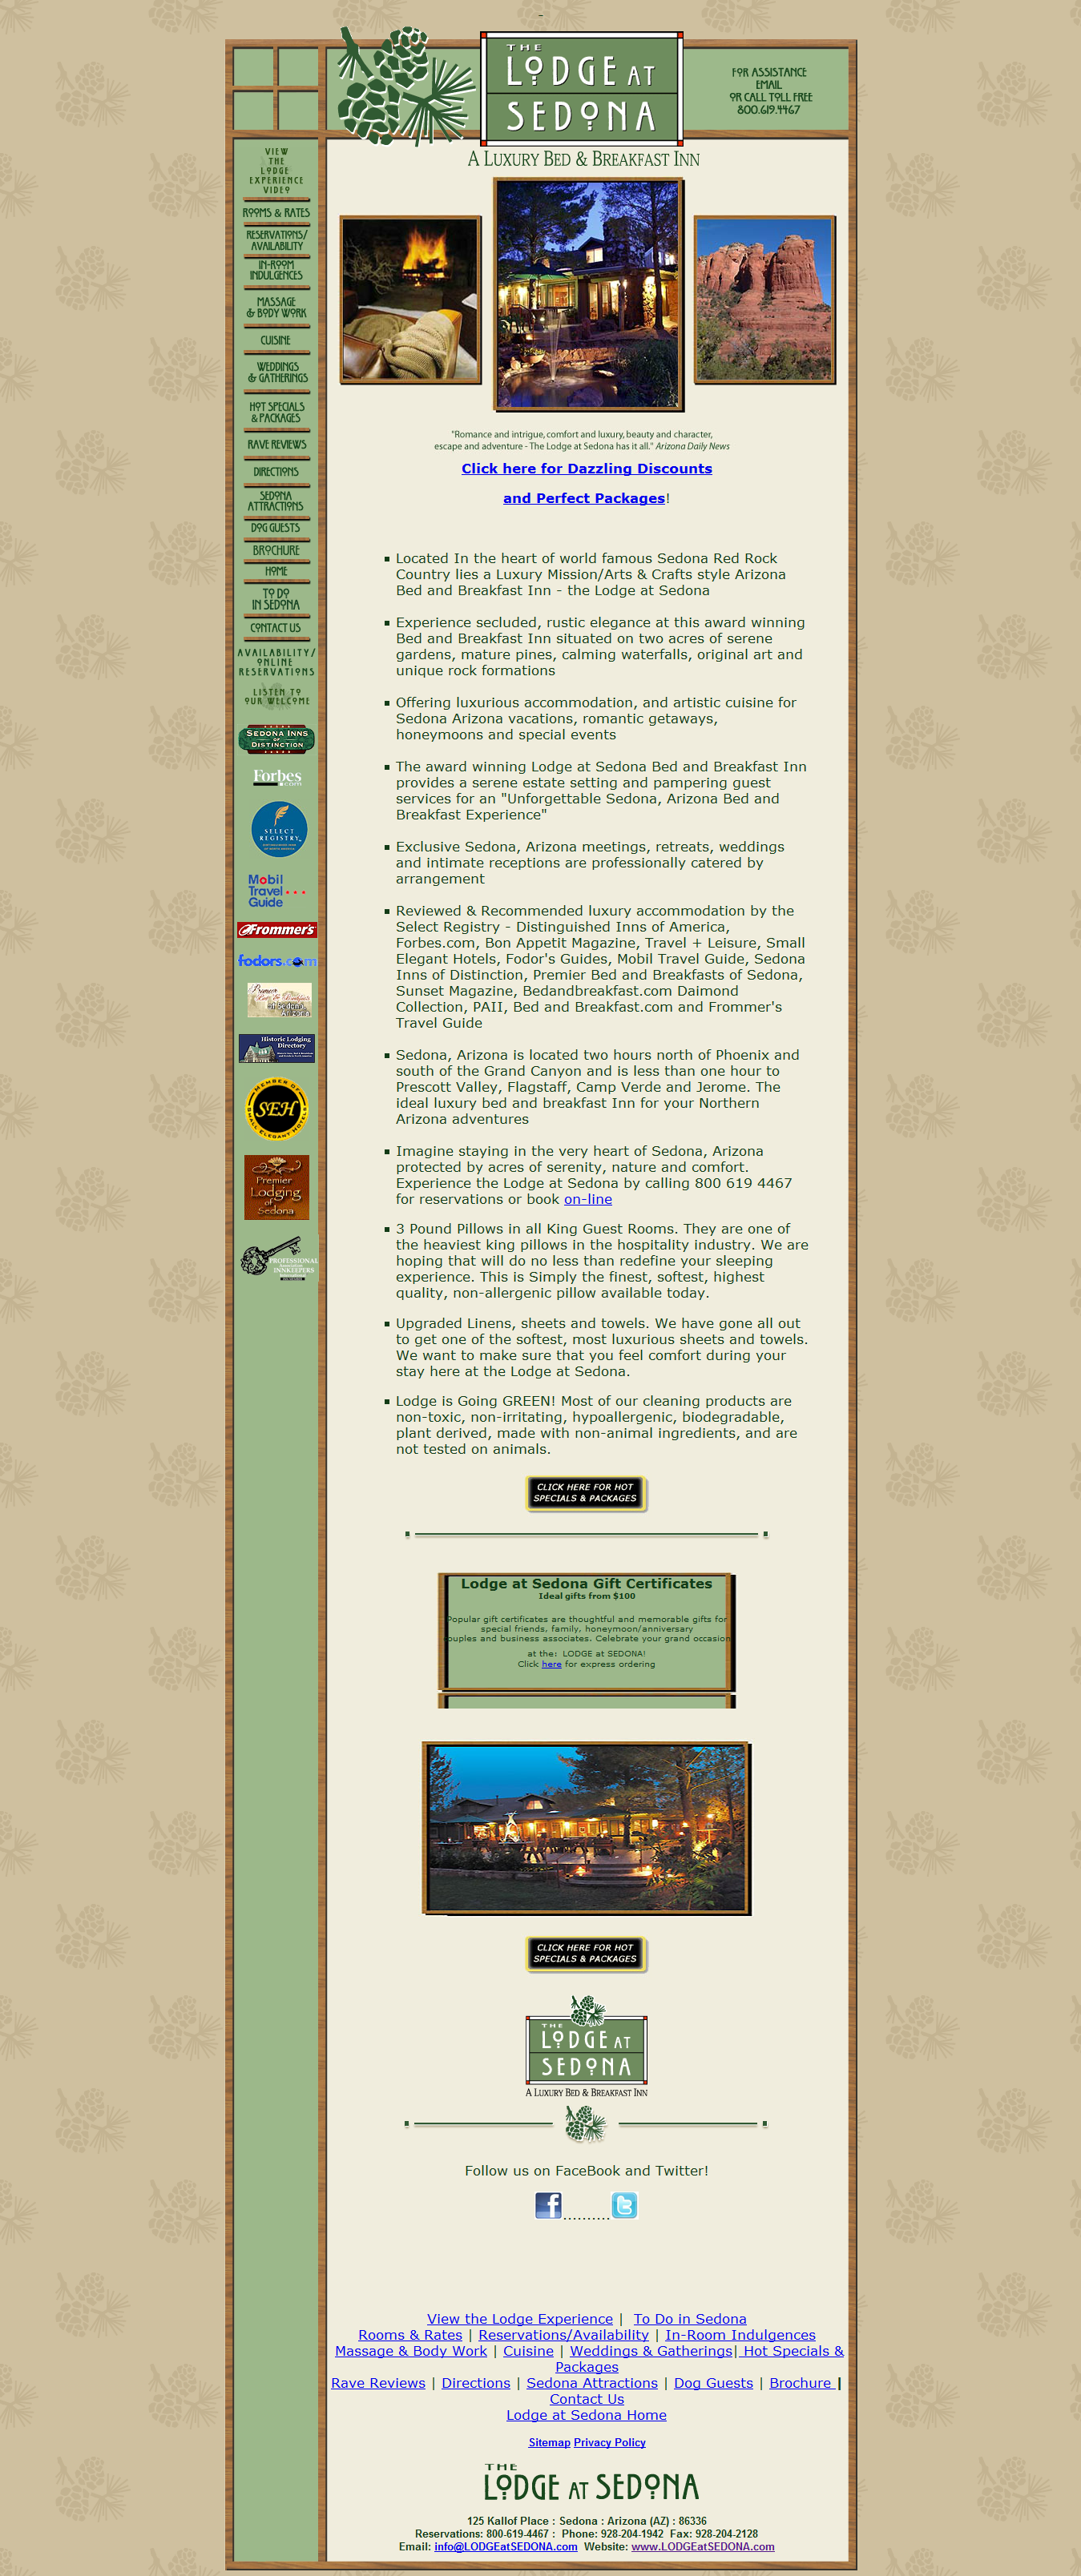 THE
LODGE AT
SEDONA
A LUXURY BED & BREAKFAST INN
FOR ASSISTANCE
EMAIL
OR CALL TOLL FREE
800.619.4467
VIEW
THE
LODGE
EXPERIENCE
VIDEO
ROOMS & RATES
RESERVATIONS/
AVAILABILITY
IN-ROOM
INDULGENCES
MASSAGE
& BODY WORK
CUISINE
WEDDINGS
& GATHERINGS
HOT SPECIALS
& PACKAGES
RAVE REVIEWS
DIRECTIONS
SEDONA
ATTRACTIONS
DOG GUESTS
BROCHURE
HOME
TO DO
IN SEDONA
CONTACT US
AVAILABILITY/
ONLINE
RESERVATIONS
LISTEN TO
OUR WELCOME
SEDONA INNS
OF
DISTINCTION
Forbes
.com
SELECT
REGISTRY
Mobil
Travel
Guide
Frommer's
fodors.com
Premier
Bed & Breakfasts
of Sedona,
Arizona
Historic Lodging
Directory
MEMBER OF
SEH
SMALL ELEGANT HOTELS
Premier
Lodging
of
Sedona
PROFESSIONAL
INNKEEPERS
"Romance and intrigue, comfort and luxury, beauty and character,
escape and adventure - The Lodge at Sedona has it all." Arizona Daily News
Click here for Dazzling Discounts
and Perfect Packages!
Located In the heart of world famous Sedona Red Rock
Country lies a Luxury Mission/Arts & Crafts style Arizona
Bed and Breakfast Inn - the Lodge at Sedona
Experience secluded, rustic elegance at this award winning
Bed and Breakfast Inn situated on two acres of serene
gardens, mature pines, calming waterfalls, original art and
unique rock formations
Offering luxurious accommodation, and artistic cuisine for
Sedona Arizona vacations, romantic getaways,
honeymoons and special events
The award winning Lodge at Sedona Bed and Breakfast Inn
provides a serene estate setting and pampering guest
services for an "Unforgettable Sedona, Arizona Bed and
Breakfast Experience"
Exclusive Sedona, Arizona meetings, retreats, weddings
and intimate receptions are professionally catered by
arrangement
Reviewed & Recommended luxury accommodation by the
Select Registry - Distinguished Inns of America,
Forbes.com, Bon Appetit Magazine, Travel + Leisure, Small
Elegant Hotels, Fodor's Guides, Mobil Travel Guide, Sedona
Inns of Distinction, Premier Bed and Breakfasts of Sedona,
Sunset Magazine, Bedandbreakfast.com Daimond
Collection, PAII, Bed and Breakfast.com and Frommer's
Travel Guide
Sedona, Arizona is located two hours north of Phoenix and
south of the Grand Canyon and is less than one hour to
Prescott Valley, Flagstaff, Camp Verde and Jerome. The
ideal luxury bed and breakfast Inn for your Northern
Arizona adventures
Imagine staying in the very heart of Sedona, Arizona
protected by acres of serenity, nature and comfort.
Experience the Lodge at Sedona by calling 800 619 4467
for reservations or book on-line
3 Pound Pillows in all King Guest Rooms. They are one of
the heaviest king pillows in the hospitality industry. We are
hoping that will do no less than redefine your sleeping
experience. This is Simply the finest, softest, highest
quality, non-allergenic pillow available today.
Upgraded Linens, sheets and towels. We have gone all out
to get one of the softest, most luxurious sheets and towels.
We want to make sure that you feel comfort during your
stay here at the Lodge at Sedona.
Lodge is Going GREEN! Most of our cleaning products are
non-toxic, non-irritating, hypoallergenic, biodegradable,
plant derived, made with non-animal ingredients, and are
not tested on animals.
CLICK HERE FOR HOT
SPECIALS & PACKAGES
Lodge at Sedona Gift Certificates
Ideal gifts from $100
Popular gift certificates are thoughtful and memorable gifts for
special friends, family, honeymoon/anniversary
couples and business associates. Celebrate your grand occasion
at the: LODGE at SEDONA!
Click here for express ordering
CLICK HERE FOR HOT
SPECIALS & PACKAGES
THE
LODGE AT
SEDONA
A LUXURY BED & BREAKFAST INN
Follow us on FaceBook and Twitter!
..........
View the Lodge Experience | To Do in Sedona
Rooms & Rates | Reservations/Availability | In-Room Indulgences
Massage & Body Work | Cuisine | Weddings & Gatherings| Hot Specials &
Packages
Rave Reviews | Directions | Sedona Attractions | Dog Guests | Brochure |
Contact Us
Lodge at Sedona Home
Sitemap Privacy Policy
THE
LODGE AT SEDONA
125 Kallof Place : Sedona : Arizona (AZ) : 86336
Reservations: 800-619-4467 : Phone: 928-204-1942 Fax: 928-204-2128
Email: info@LODGEatSEDONA.com Website: www.LODGEatSEDONA.com